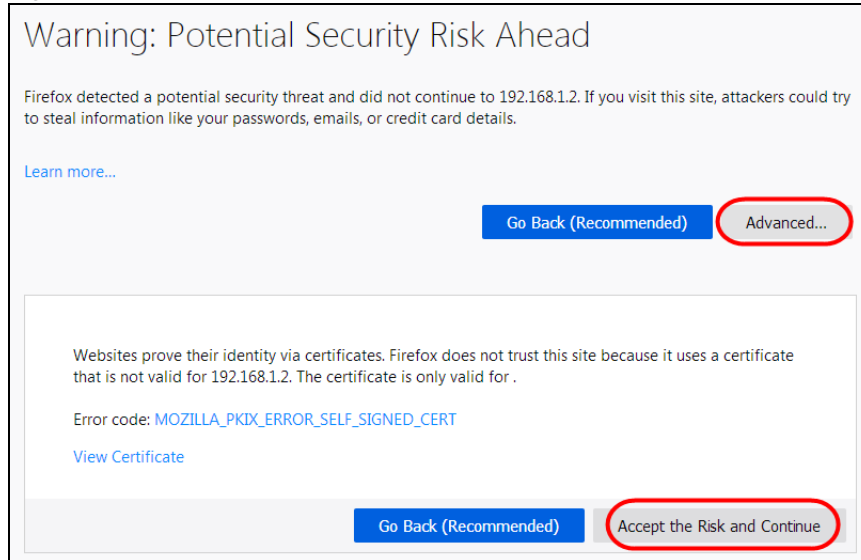 Warning: Potential Security Risk Ahead
Firefox detected a potential security threat and did not continue to 192.168.1.2. If you visit this site, attackers could try
to steal information like your passwords, emails, or credit card details.
Learn more...
Go Back (Recommended) Advanced...
Websites prove their identity via certificates. Firefox does not trust this site because it uses a certificate
that is not valid for 192.168.1.2. The certificate is only valid for .
Error code: MOZILLA_PKIX_ERROR_SELF_SIGNED_CERT
View Certificate
Go Back (Recommended) Accept the Risk and Continue